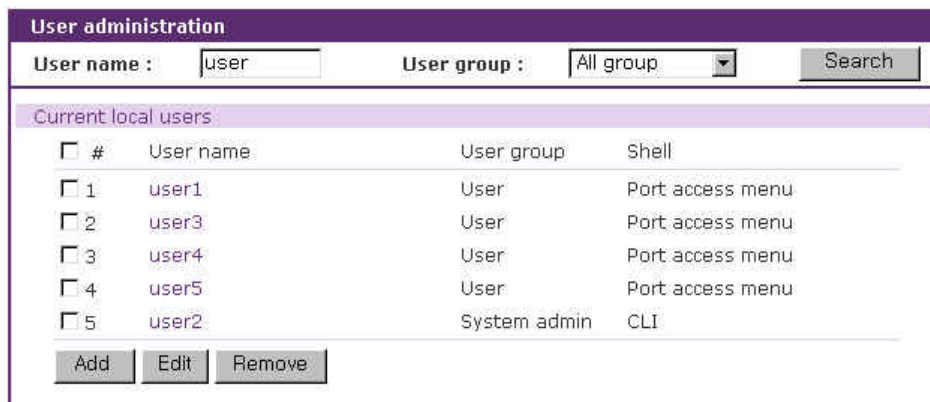 User administration
User name : user User group : All group Search
Current local users
# User name User group Shell
1 user1 User Port access menu
2 user3 User Port access menu
3 user4 User Port access menu
4 user5 User Port access menu
5 user2 System admin CLI
Add Edit Remove